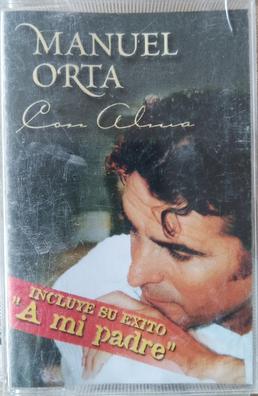 MANUEL
ORTA
Con Alma
INCLUYE SU EXITO
"A mi padre"